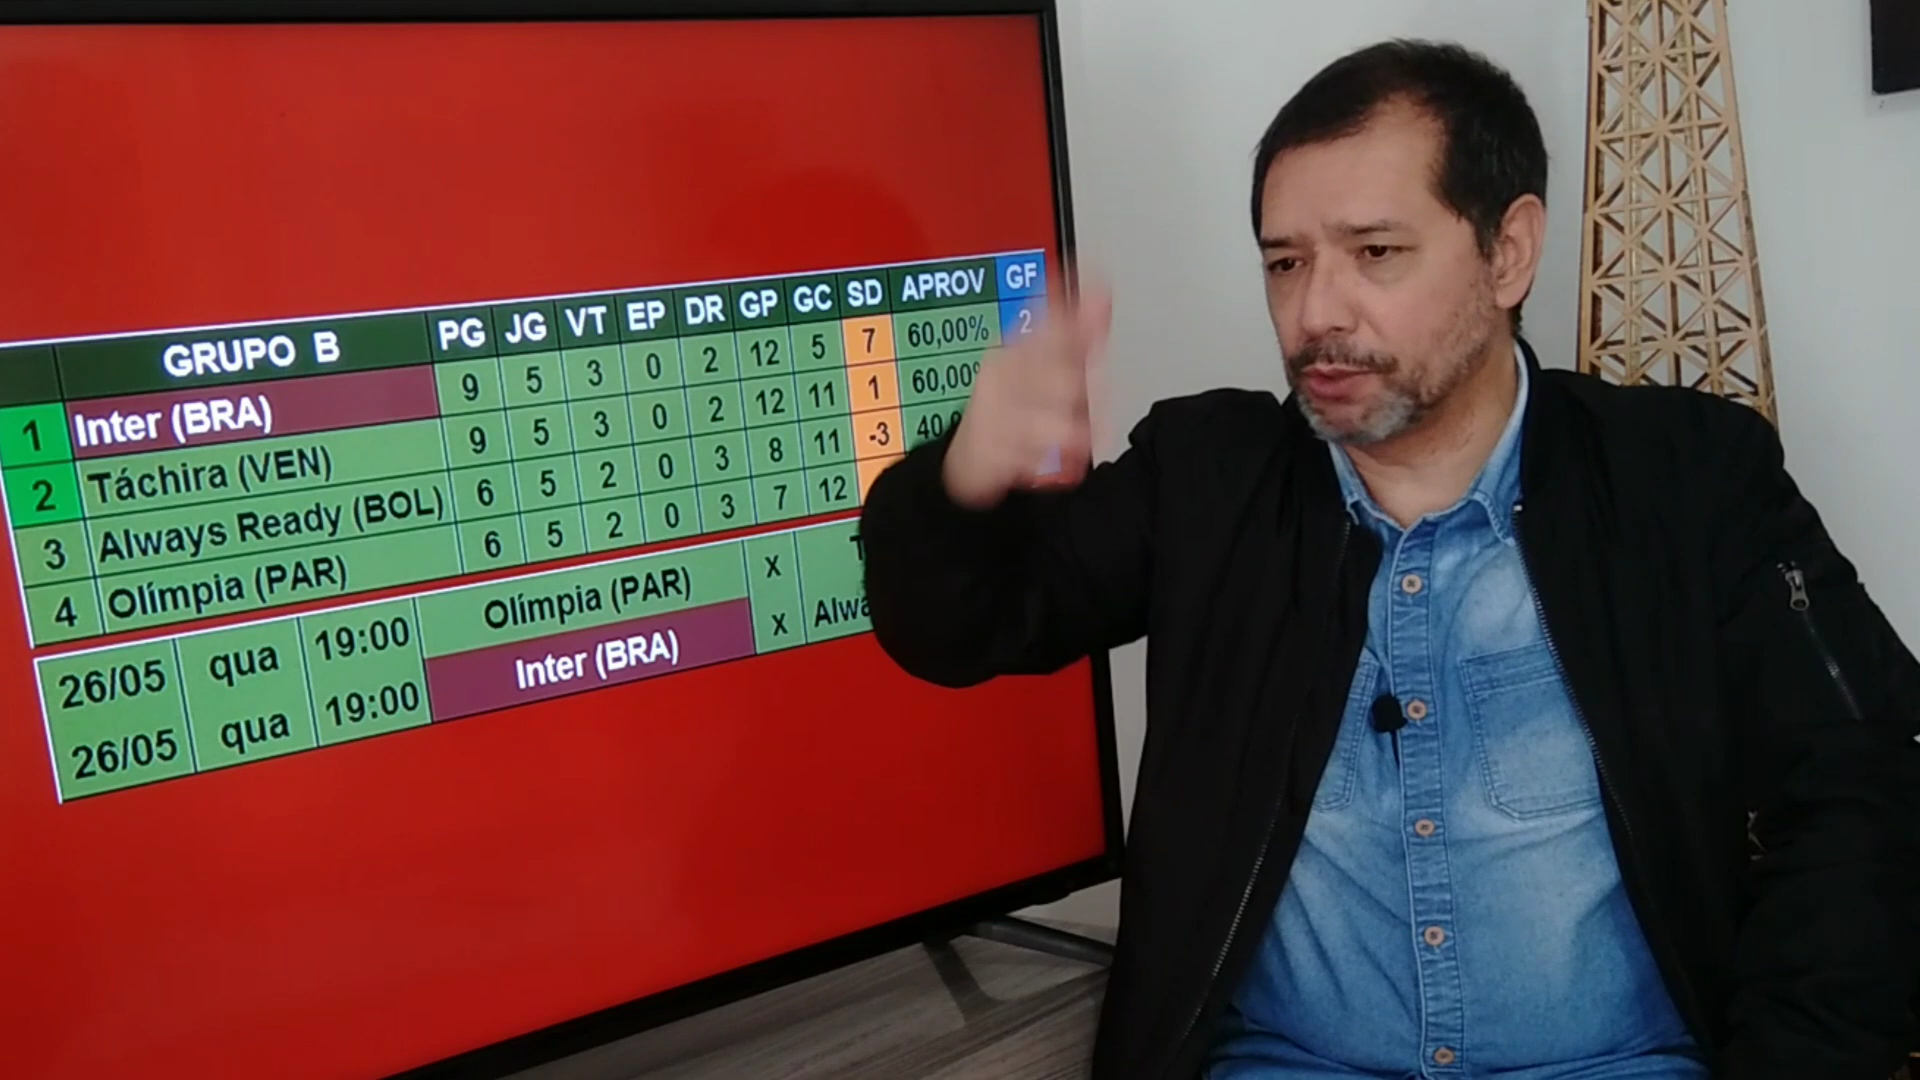 GRUPO B PG JG VT EP DR GP GC SD APROV GF
1 Inter (BRA) 9 5 3 0 2 12 5 7 60,00% 2
2 Táchira (VEN) 9 5 3 0 2 12 11 1 60,00%
3 Always Ready (BOL) 6 5 2 0 3 8 11 -3
4 Olímpia (PAR) 6 5 2 0 3 7 12
26/05 qua 19:00 Olímpia (PAR) x
26/05 qua 19:00 Inter (BRA) x